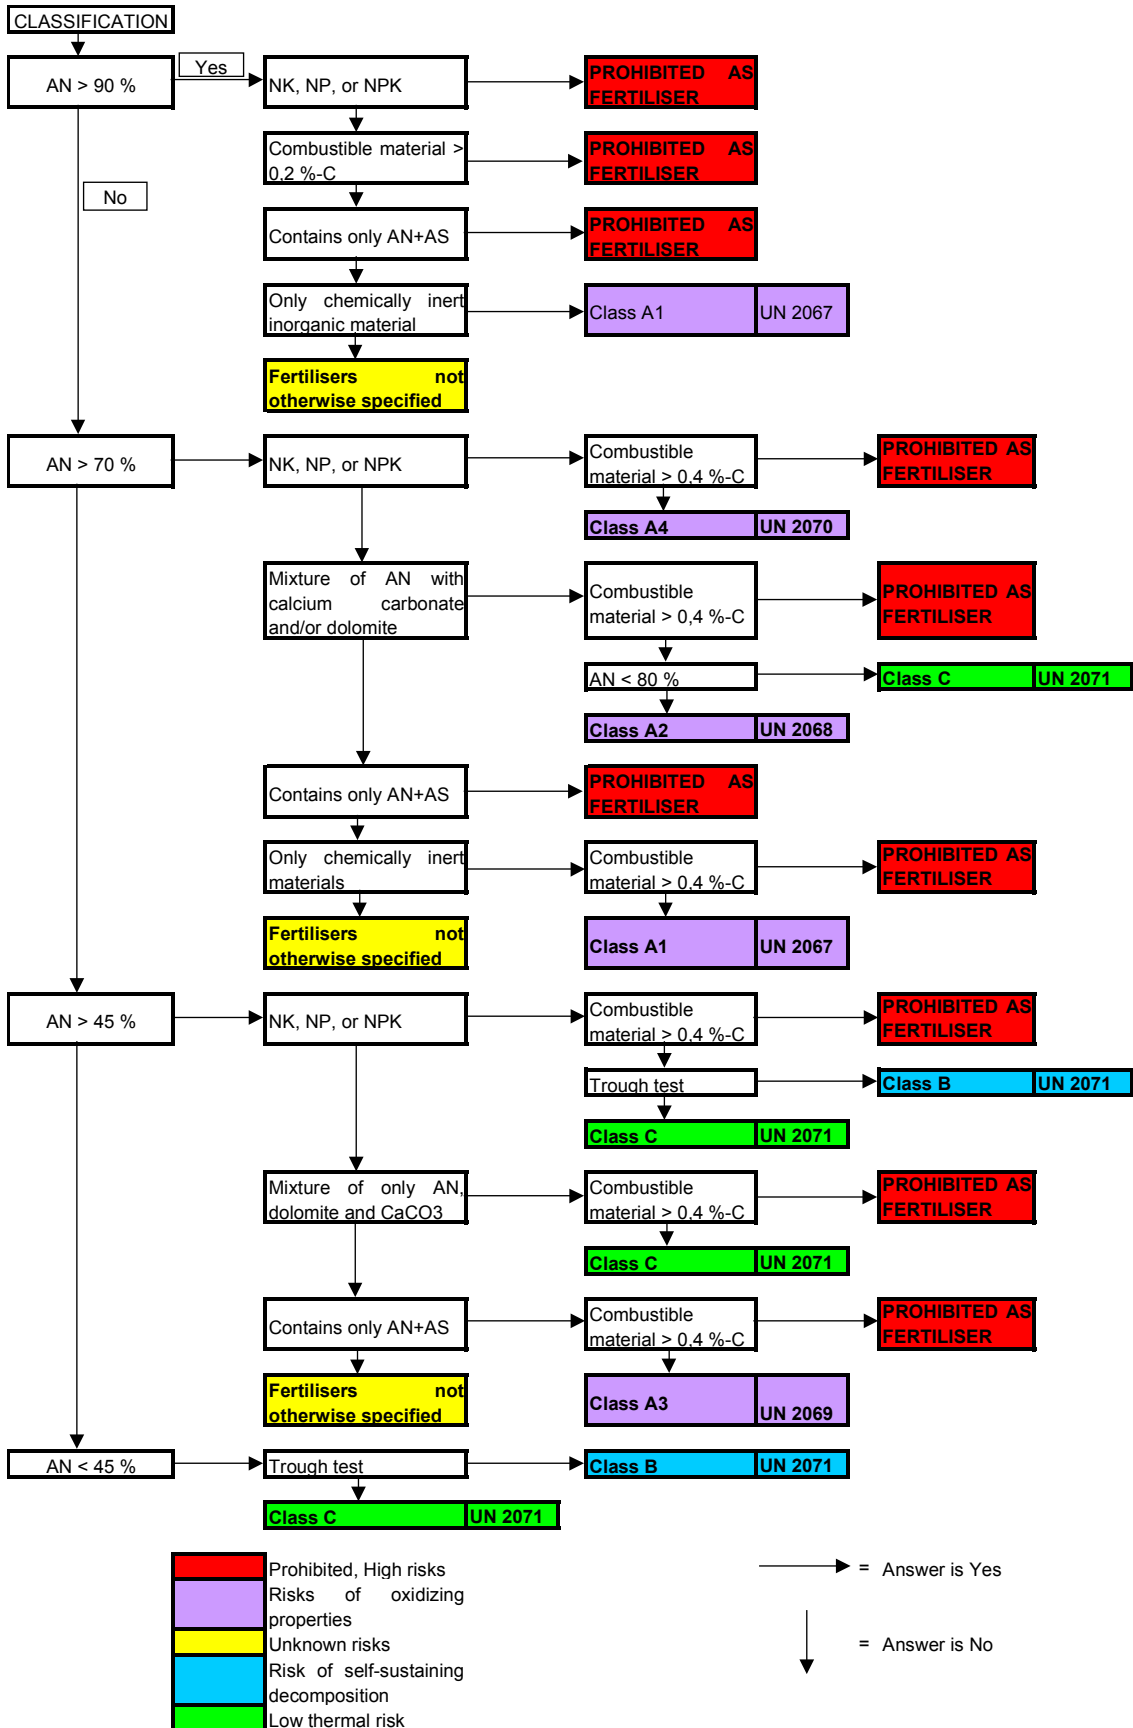 CLASSIFICATION
AN > 90 %
Yes
NK, NP, or NPK
PROHIBITED AS
FERTILISER
Combustible material >
0,2 %-C
PROHIBITED AS
FERTILISER
No
Contains only AN+AS
PROHIBITED AS
FERTILISER
Only chemically inert
inorganic material
Class A1
UN 2067
Fertilisers not
otherwise specified
AN > 70 %
NK, NP, or NPK
Combustible
material > 0,4 %-C
PROHIBITED AS
FERTILISER
Class A4
UN 2070
Mixture of AN with
calcium carbonate
and/or dolomite
Combustible
material > 0,4 %-C
PROHIBITED AS
FERTILISER
AN < 80 %
Class C
UN 2071
Class A2
UN 2068
Contains only AN+AS
PROHIBITED AS
FERTILISER
Only chemically inert
materials
Combustible
material > 0,4 %-C
PROHIBITED AS
FERTILISER
Fertilisers not
otherwise specified
Class A1
UN 2067
AN > 45 %
NK, NP, or NPK
Combustible
material > 0,4 %-C
PROHIBITED AS
FERTILISER
Trough test
Class B
UN 2071
Class C
UN 2071
Mixture of only AN,
dolomite and CaCO3
Combustible
material > 0,4 %-C
PROHIBITED AS
FERTILISER
Class C
UN 2071
Contains only AN+AS
Combustible
material > 0,4 %-C
PROHIBITED AS
FERTILISER
Fertilisers not
otherwise specified
Class A3
UN 2069
AN < 45 %
Trough test
Class B
UN 2071
Class C
UN 2071
Prohibited, High risks
Risks of oxidizing
properties
Unknown risks
Risk of self-sustaining
decomposition
Low thermal risk
= Answer is Yes
= Answer is No